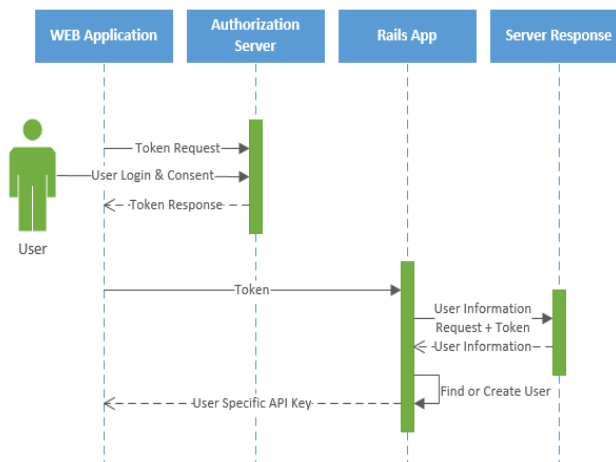 WEB Application
Authorization
Server
Rails App
Server Response
Token Request
User Login & Consent
Token Response
User
Token
User Information
Request + Token
User Information
Find or Create User
User Specific API Key